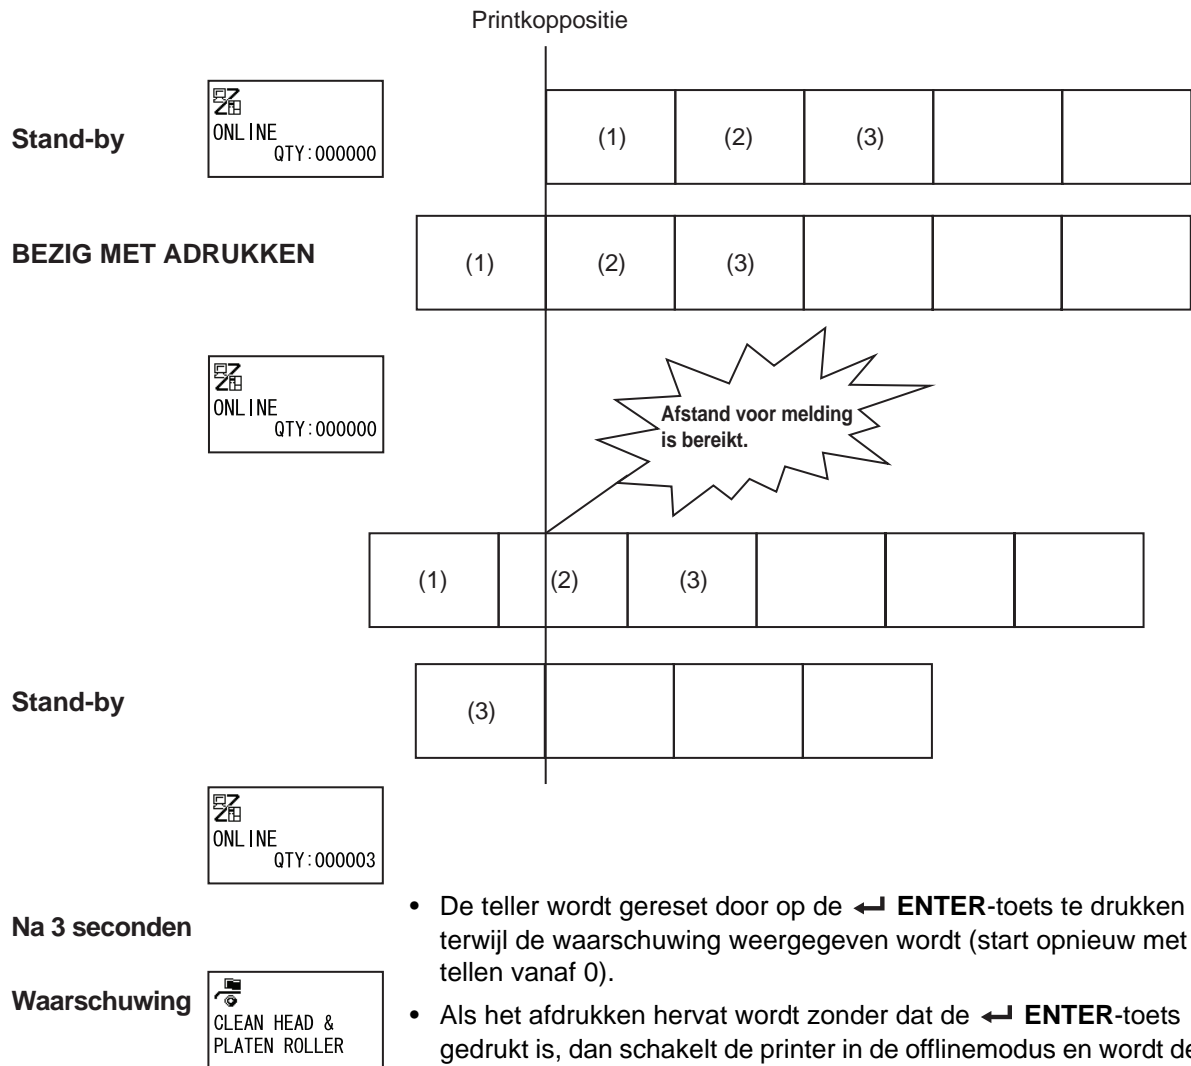 Printkoppositie
Stand-by
ONLINE
QTY:000000
(1) (2) (3)
BEZIG MET ADRUKKEN
(1) (2) (3)
ONLINE
QTY:000000
Afstand voor melding
is bereikt.
(1) (2) (3)
Stand-by
(3)
ONLINE
QTY:000003
Na 3 seconden
• De teller wordt gereset door op de ↵ ENTER-toets te drukken
terwijl de waarschuwing weergegeven wordt (start opnieuw met
tellen vanaf 0).
Waarschuwing
CLEAN HEAD &
PLATEN ROLLER
• Als het afdrukken hervat wordt zonder dat de ↵ ENTER-toets
gedrukt is, dan schakelt de printer in de offlinemodus en wordt de